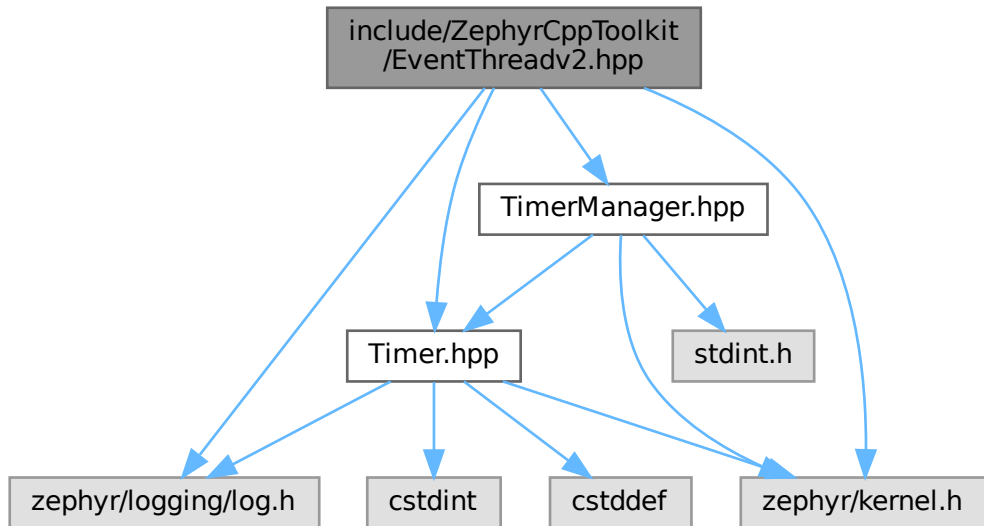 include/ZephyrCppToolkit
/EventThreadv2.hpp
TimerManager.hpp
Timer.hpp
stdint.h
zephyr/logging/log.h
cstdint
cstddef
zephyr/kernel.h